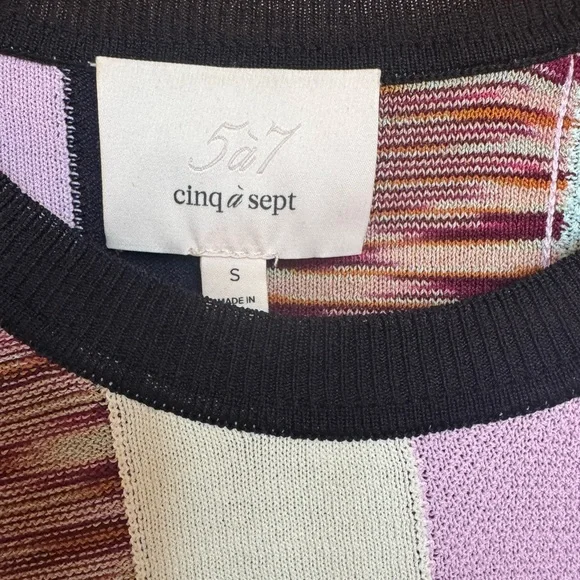 5à7
cinq à sept
S
MADE IN